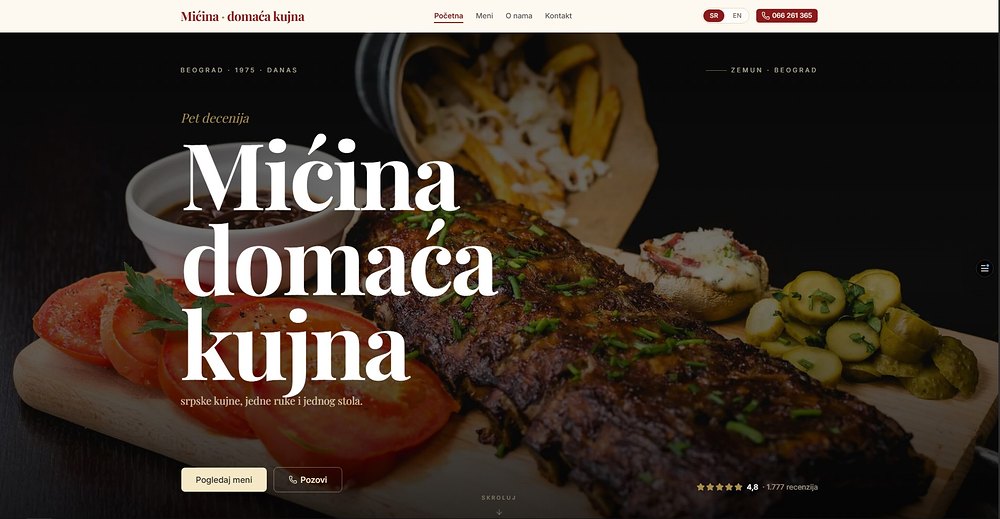 Mićina · domaća kujna
Početna Meni O nama Kontakt
SR EN
066 261 365
BEOGRAD · 1975 · DANAS
ZEMUN · BEOGRAD
Pet decenija
Mićina
domaća
kujna
srpske kujne, jedne ruke i jednog stola.
Pogledaj meni
Pozovi
4,8 · 1.777 recenzija
SKROLUJ